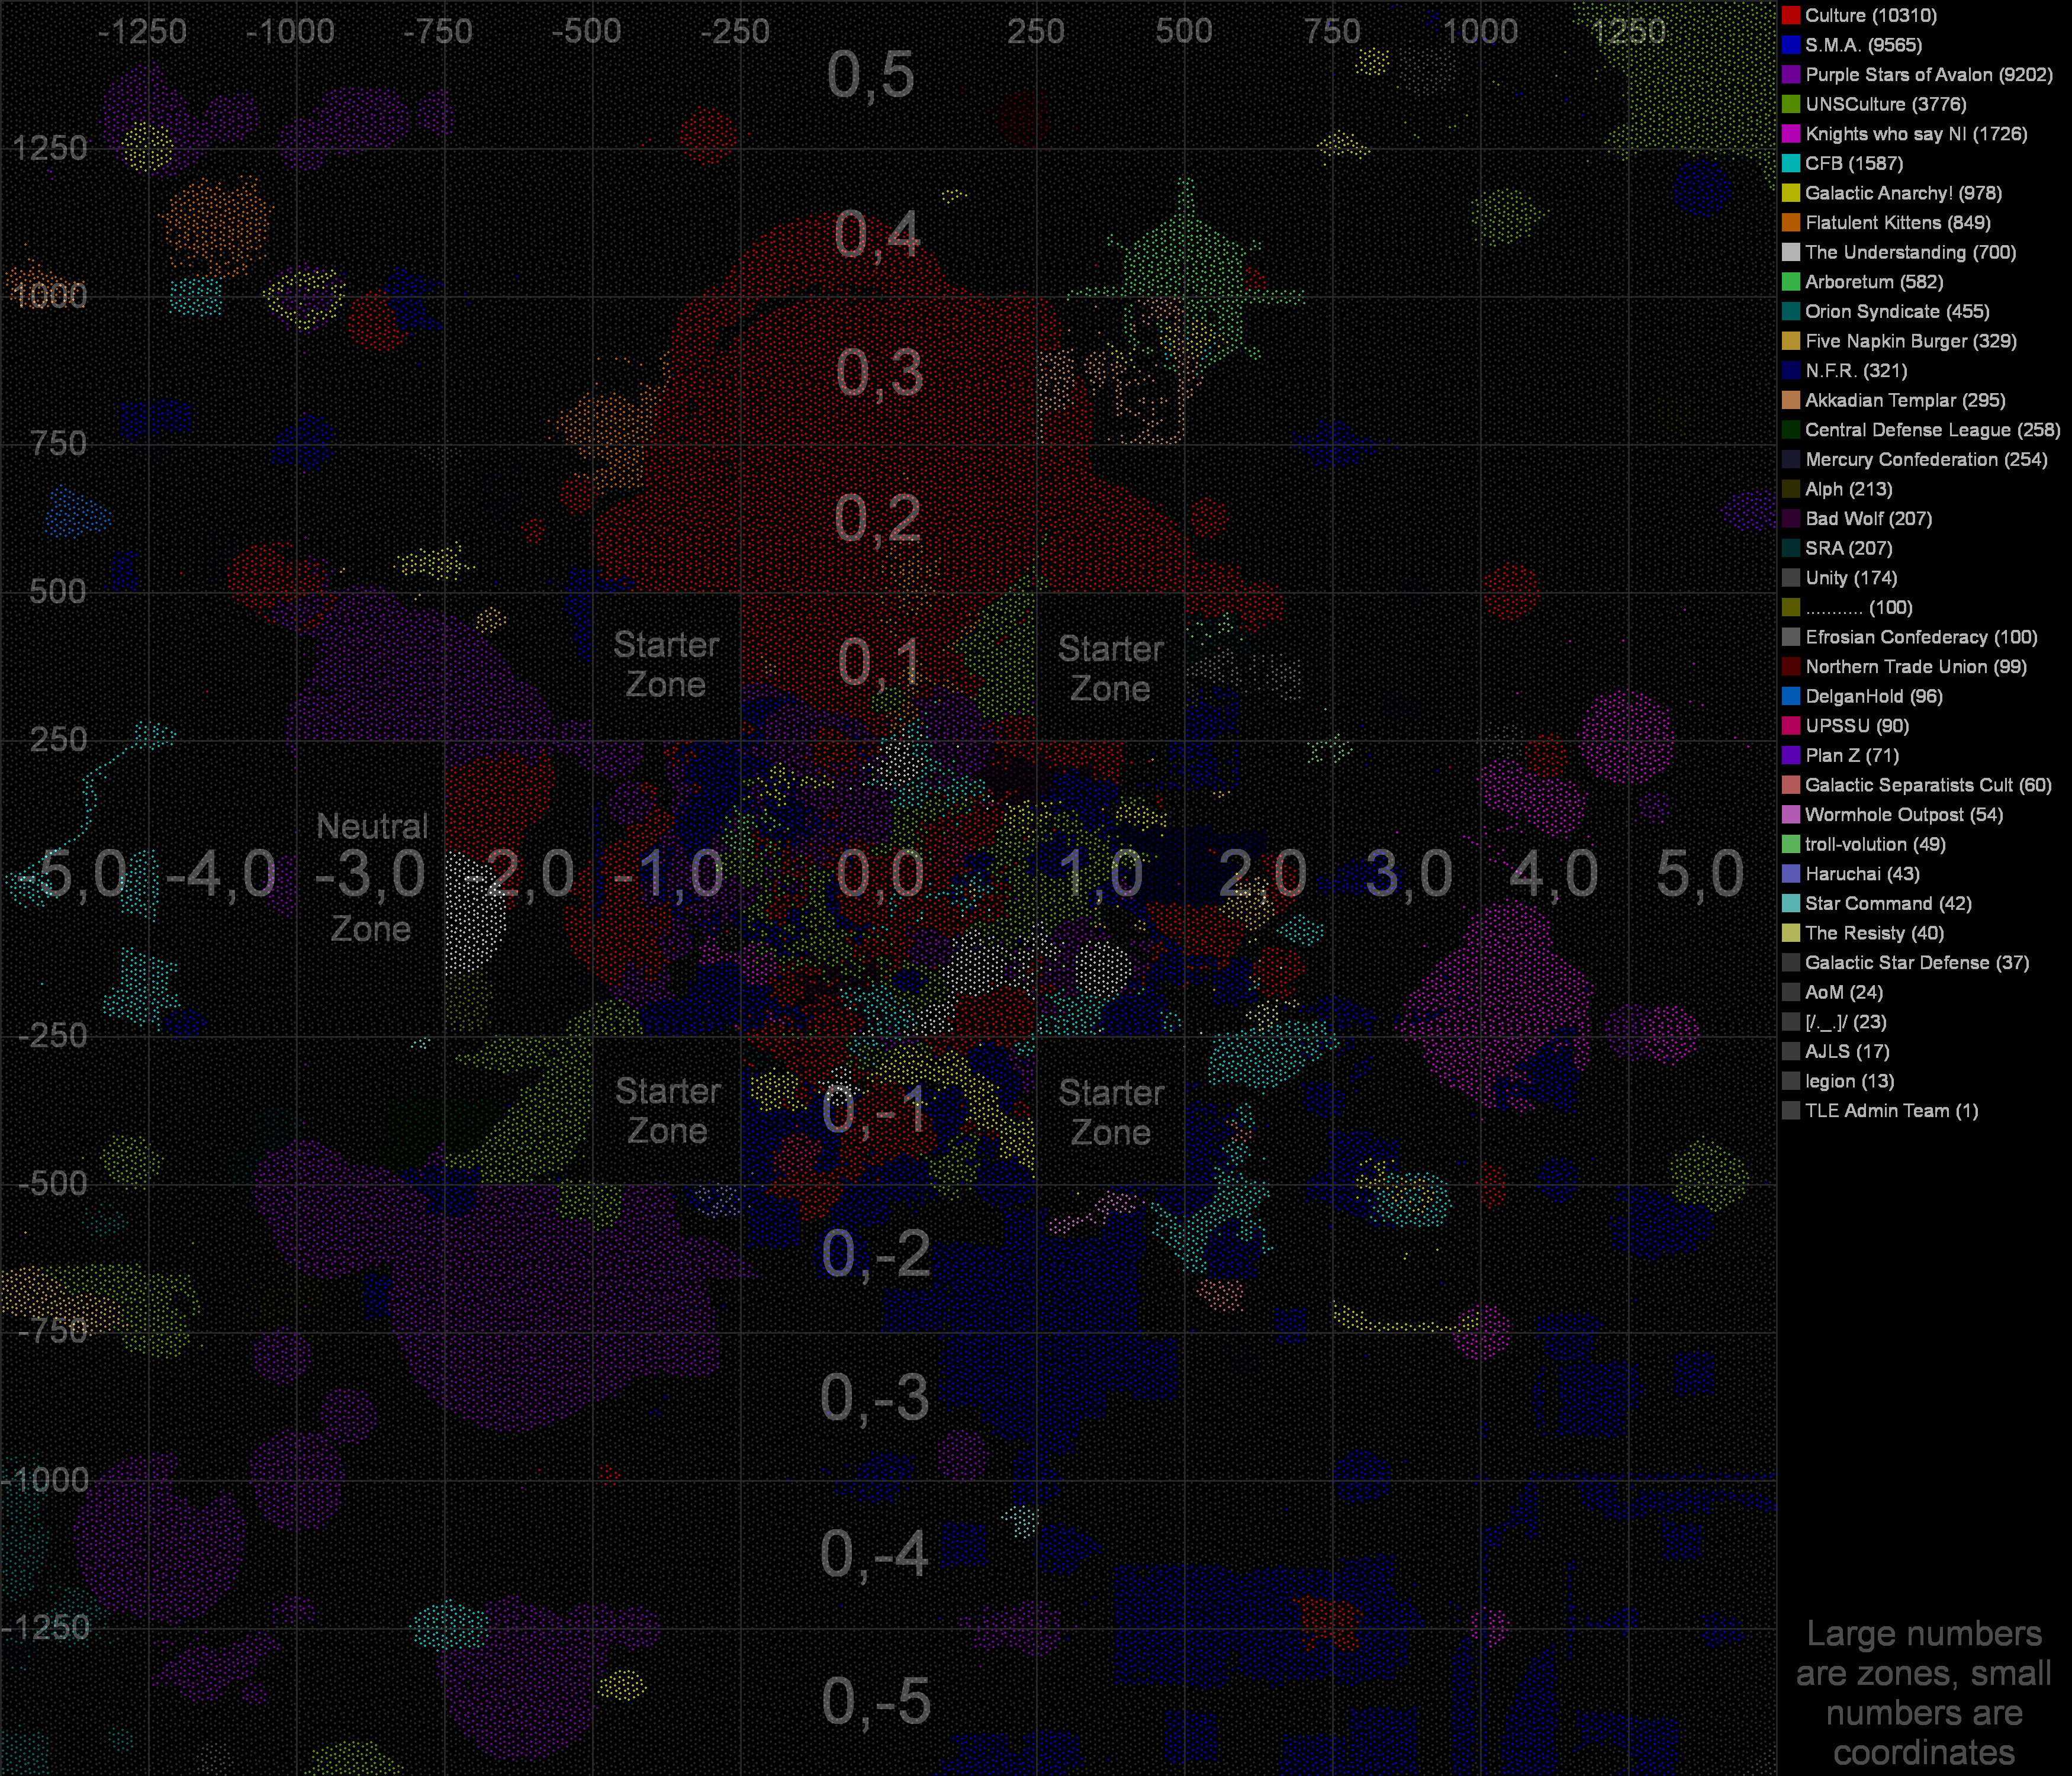 -1250 -1000 -750 -500 -250 250 500 750 1000 1250
0,5
1250
0,4
1000
0,3
750
0,2
500
Starter
Zone
0,1
Starter
Zone
250
Neutral
Zone
-5,0 -4,0 -3,0 -2,0 -1,0 0,0 1,0 2,0 3,0 4,0 5,0
-250
Starter
Zone
0,-1
Starter
Zone
-500
0,-2
-750
0,-3
-1000
0,-4
-1250
0,-5
Culture (10310)
S.M.A. (9565)
Purple Stars of Avalon (9202)
UNSCulture (3776)
Knights who say NI (1726)
CFB (1587)
Galactic Anarchy! (978)
Flatulent Kittens (849)
The Understanding (700)
Arboretum (582)
Orion Syndicate (455)
Five Napkin Burger (329)
N.F.R. (321)
Akkadian Templar (295)
Central Defense League (258)
Mercury Confederation (254)
Alph (213)
Bad Wolf (207)
SRA (207)
Unity (174)
........... (100)
Efrosian Confederacy (100)
Northern Trade Union (99)
DelganHold (96)
UPSSU (90)
Plan Z (71)
Galactic Separatists Cult (60)
Wormhole Outpost (54)
troll-volution (49)
Haruchai (43)
Star Command (42)
The Resisty (40)
Galactic Star Defense (37)
AoM (24)
[/._.]/ (23)
AJLS (17)
legion (13)
TLE Admin Team (1)
Large numbers
are zones, small
numbers are
coordinates